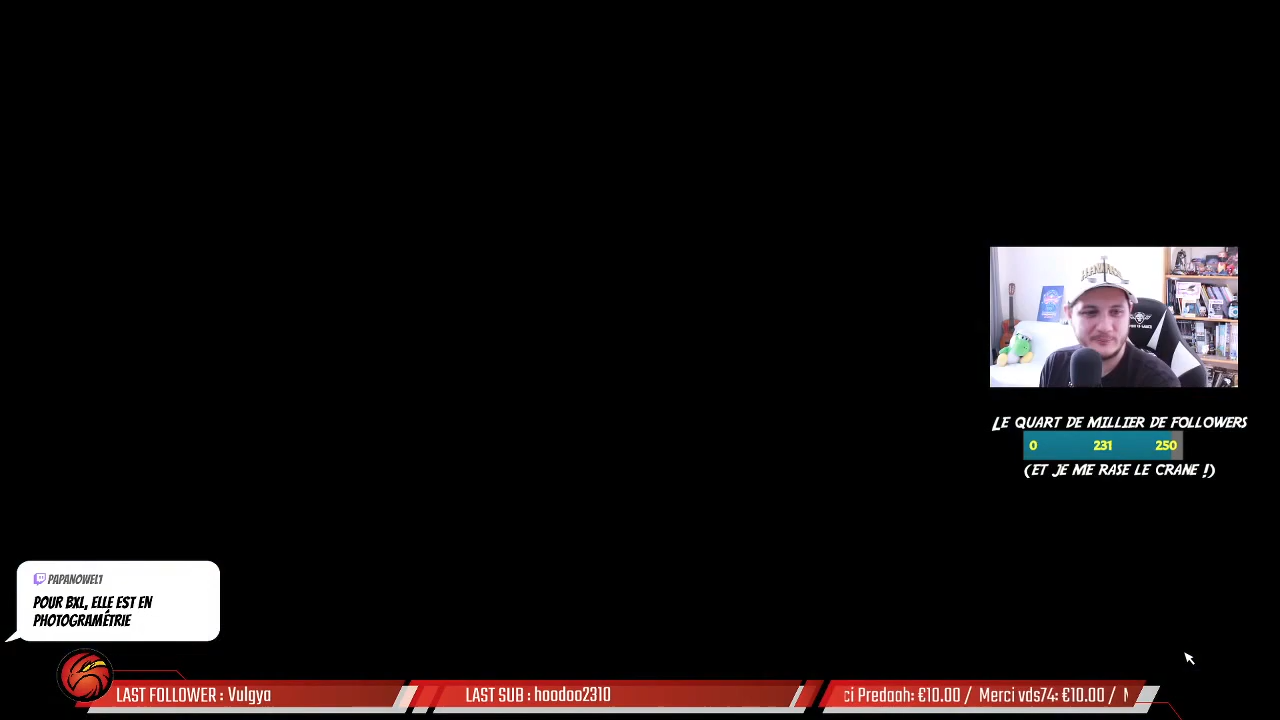 LE QUART DE MILLIER DE FOLLOWERS
0 231 250
(ET JE ME RASE LE CRANE !)
PAPANOWEL1
POUR BXL, ELLE EST EN
PHOTOGRAMÉTRIE
LAST FOLLOWER : Vulgya
LAST SUB : hoodoo2310
ci Predaah: €10.00 / Merci vds74: €10.00 /